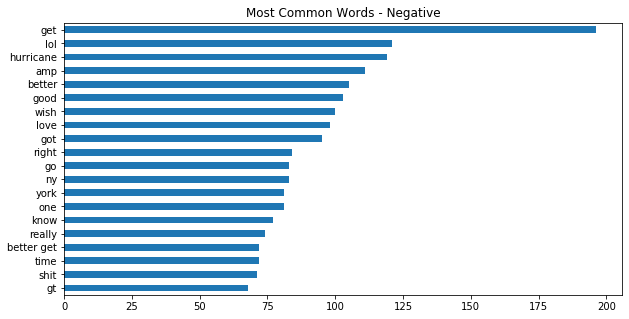 Most Common Words - Negative
get
lol
hurricane
amp
better
good
wish
love
got
right
go
ny
york
one
know
really
better get
time
shit
gt
0 25 50 75 100 125 150 175 200